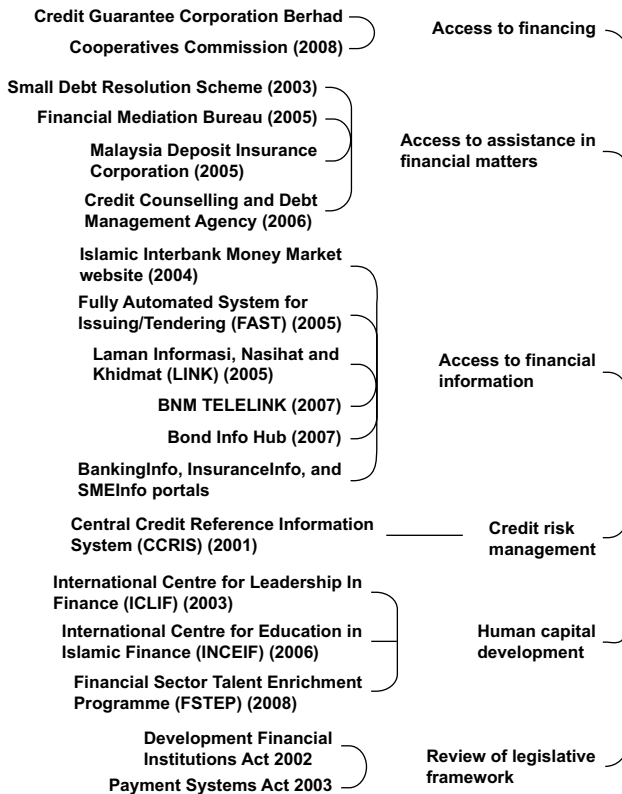 Credit Guarantee Corporation Berhad
Cooperatives Commission (2008)
Access to financing
Small Debt Resolution Scheme (2003)
Financial Mediation Bureau (2005)
Malaysia Deposit Insurance
Corporation (2005)
Credit Counselling and Debt
Management Agency (2006)
Access to assistance in
financial matters
Islamic Interbank Money Market
website (2004)
Fully Automated System for
Issuing/Tendering (FAST) (2005)
Laman Informasi, Nasihat and
Khidmat (LINK) (2005)
BNM TELELINK (2007)
Bond Info Hub (2007)
BankingInfo, InsuranceInfo, and
SMEInfo portals
Access to financial
information
Central Credit Reference Information
System (CCRIS) (2001)
Credit risk
management
International Centre for Leadership In
Finance (ICLIF) (2003)
International Centre for Education in
Islamic Finance (INCEIF) (2006)
Financial Sector Talent Enrichment
Programme (FSTEP) (2008)
Human capital
development
Development Financial
Institutions Act 2002
Payment Systems Act 2003
Review of legislative
framework